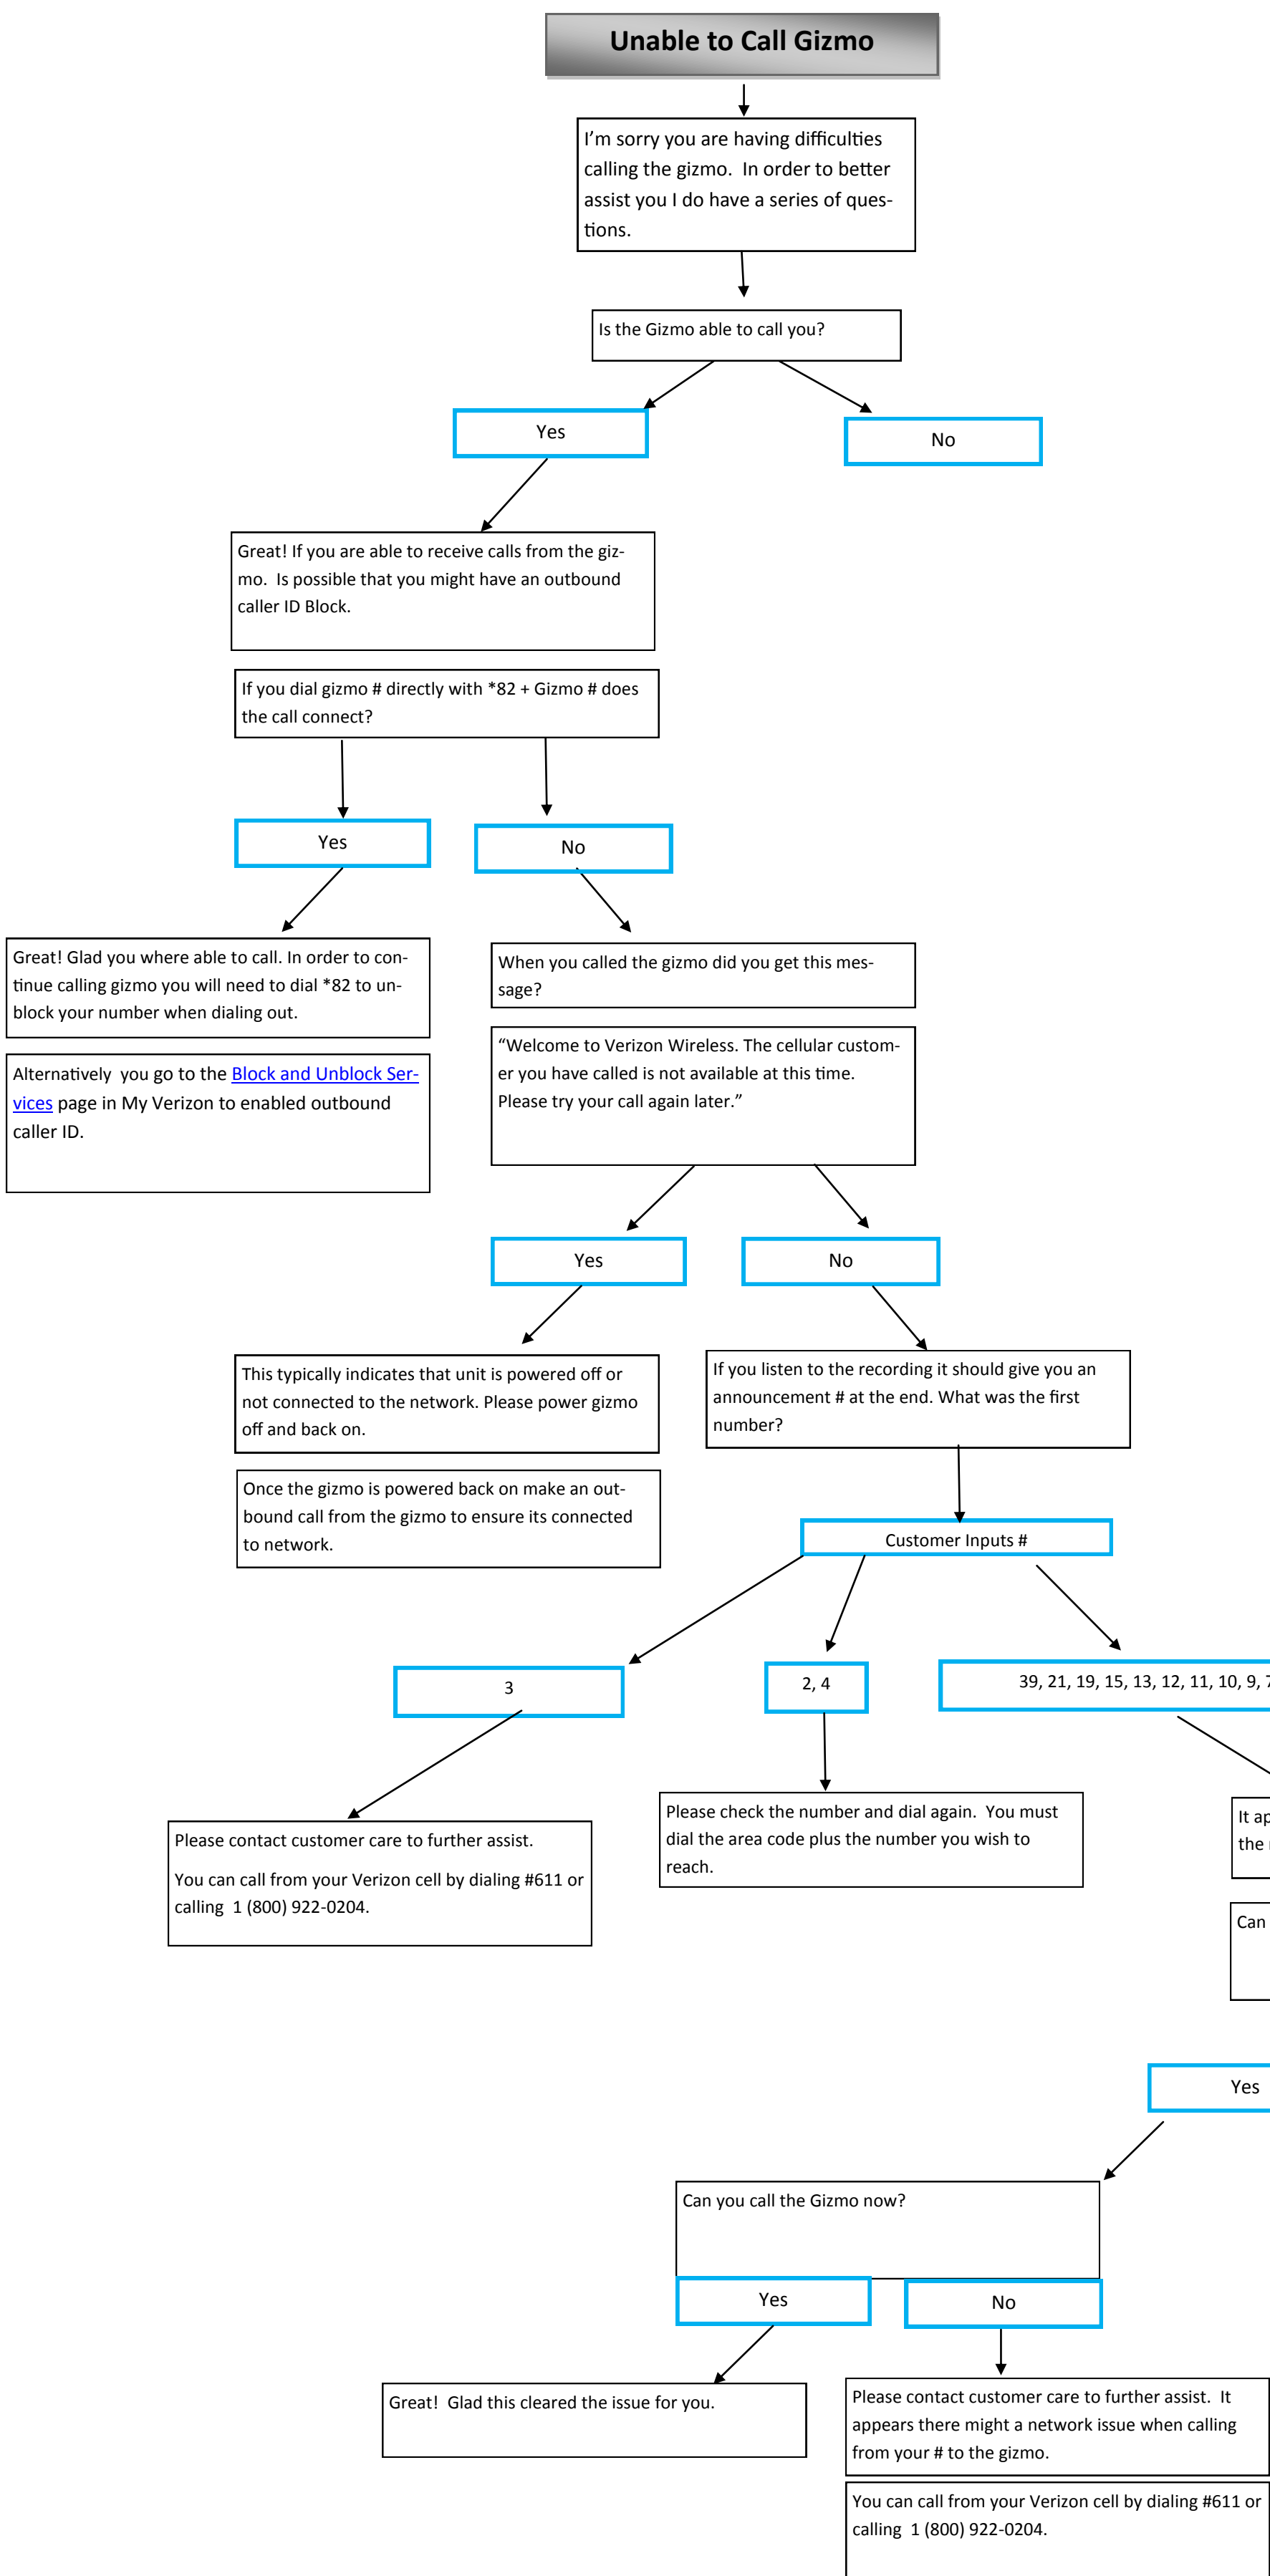 Unable to Call Gizmo
I'm sorry you are having difficulties
calling the gizmo. In order to better
assist you I do have a series of ques-
tions.
Is the Gizmo able to call you?
Yes
No
Great! If you are able to receive calls from the giz-
mo. Is possible that you might have an outbound
caller ID Block.
If you dial gizmo # directly with *82 + Gizmo # does
the call connect?
Yes
No
Great! Glad you where able to call. In order to con-
tinue calling gizmo you will need to dial *82 to un-
block your number when dialing out.
Alternatively you go to the Block and Unblock Ser-
vices page in My Verizon to enabled outbound
caller ID.
When you called the gizmo did you get this mes-
sage?
“Welcome to Verizon Wireless. The cellular custom-
er you have called is not available at this time.
Please try your call again later.”
Yes
No
This typically indicates that unit is powered off or
not connected to the network. Please power gizmo
off and back on.
Once the gizmo is powered back on make an out-
bound call from the gizmo to ensure its connected
to network.
If you listen to the recording it should give you an
announcement # at the end. What was the first
number?
Customer Inputs #
3
2, 4
39, 21, 19, 15, 13, 12, 11, 10, 9, 7
Please contact customer care to further assist.
You can call from your Verizon cell by dialing #611 or
calling 1 (800) 922-0204.
Please check the number and dial again. You must
dial the area code plus the number you wish to
reach.
It
the
Can
Yes
Can you call the Gizmo now?
Yes
No
Great! Glad this cleared the issue for you.
Please contact customer care to further assist. It
appears there might a network issue when calling
from your # to the gizmo.
You can call from your Verizon cell by dialing #611 or
calling 1 (800) 922-0204.